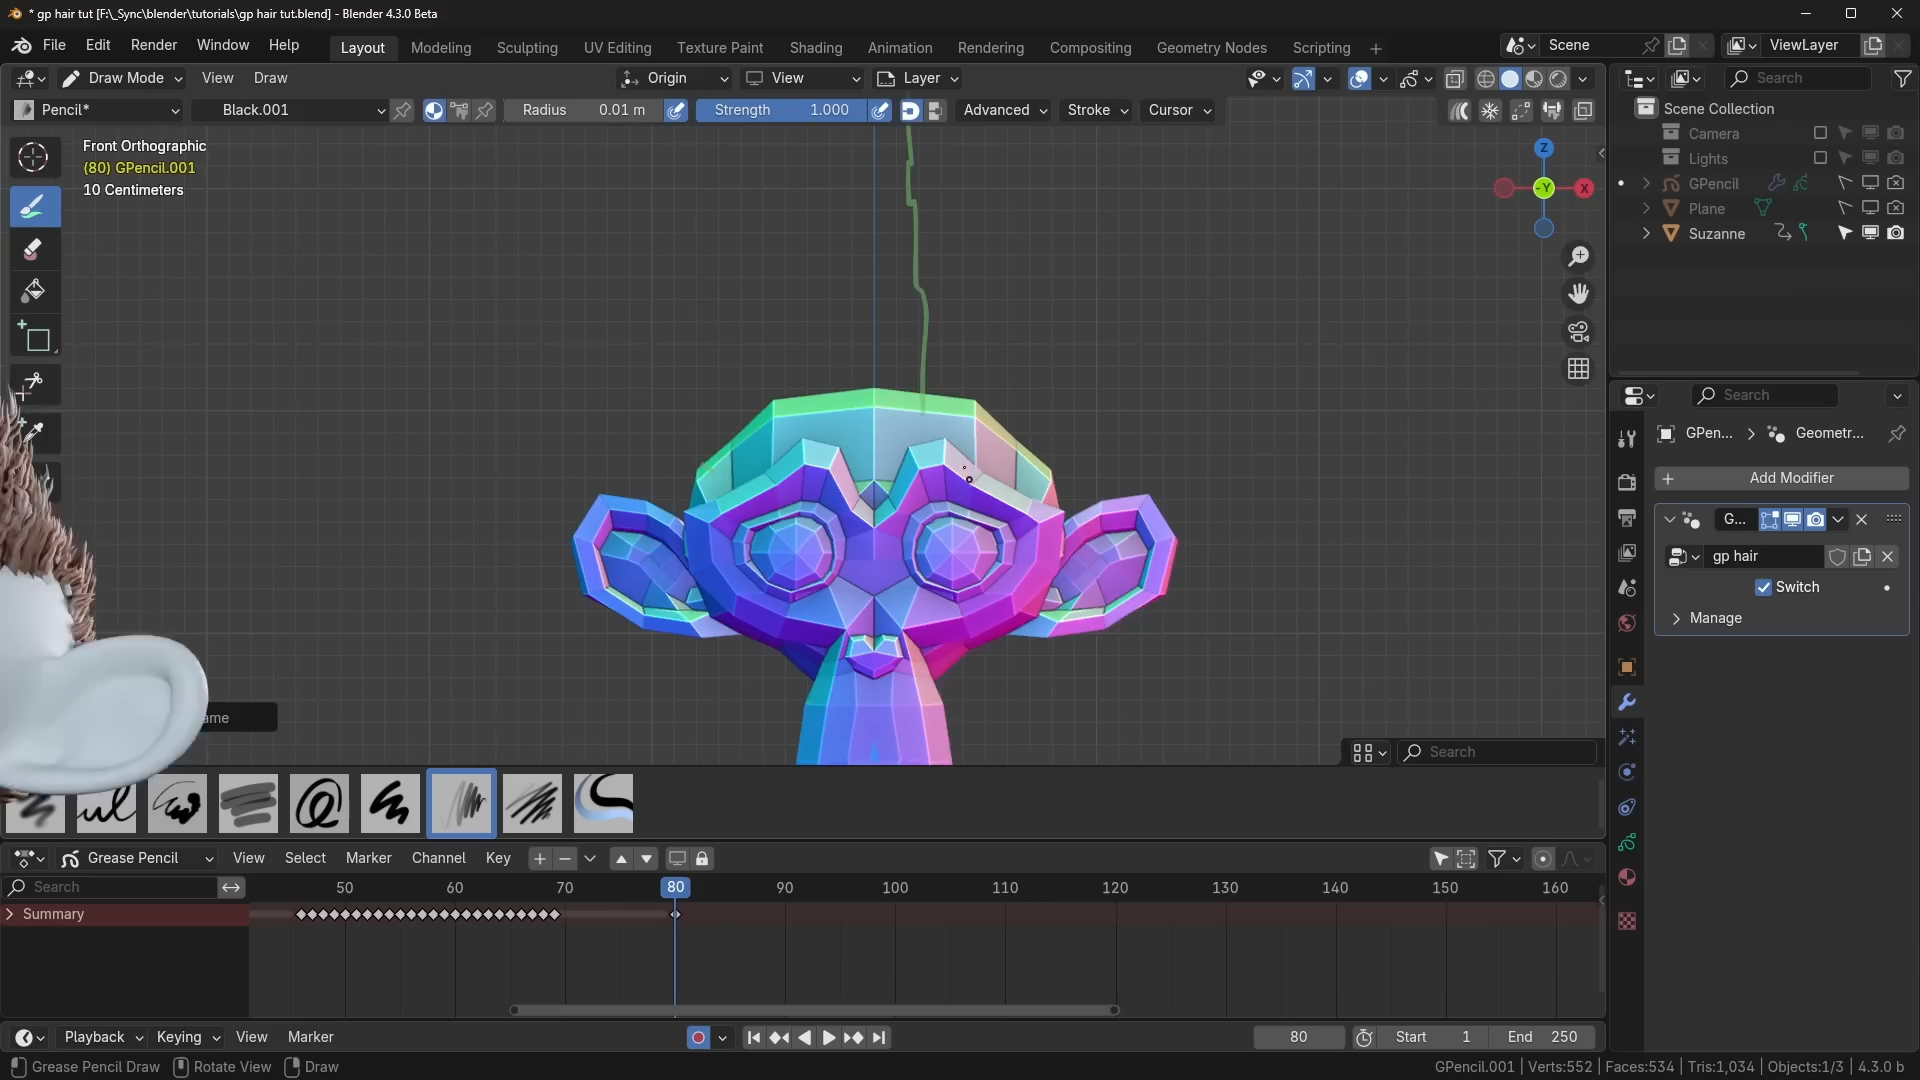 * gp hair tut [F:\_Sync\blender\tutorials\gp hair tut.blend] - Blender 4.3.0 Beta
File Edit Render Window Help Layout Modeling Sculpting UV Editing Texture Paint Shading Animation Rendering Compositing Geometry Nodes Scripting + Scene ViewLayer
Draw Mode View Draw Origin View Layer Search
Pencil* Black.001 Radius 0.01 m Strength 1.000 Advanced Stroke Cursor
Scene Collection
Camera
Lights
GPencil
Plane
Suzanne
Front Orthographic
(80) GPencil.001
10 Centimeters
Z
-Y X
Search
GPen... Geometr...
+ Add Modifier
G...
gp hair
Switch
Manage
ame
Search
Grease Pencil View Select Marker Channel Key
Search 50 60 70 80 90 100 110 120 130 140 150 160
Summary
Playback Keying View Marker 80 Start 1 End 250
Grease Pencil Draw Rotate View Draw GPencil.001 | Verts:552 | Faces:534 | Tris:1,034 | Objects:1/3 | 4.3.0 b